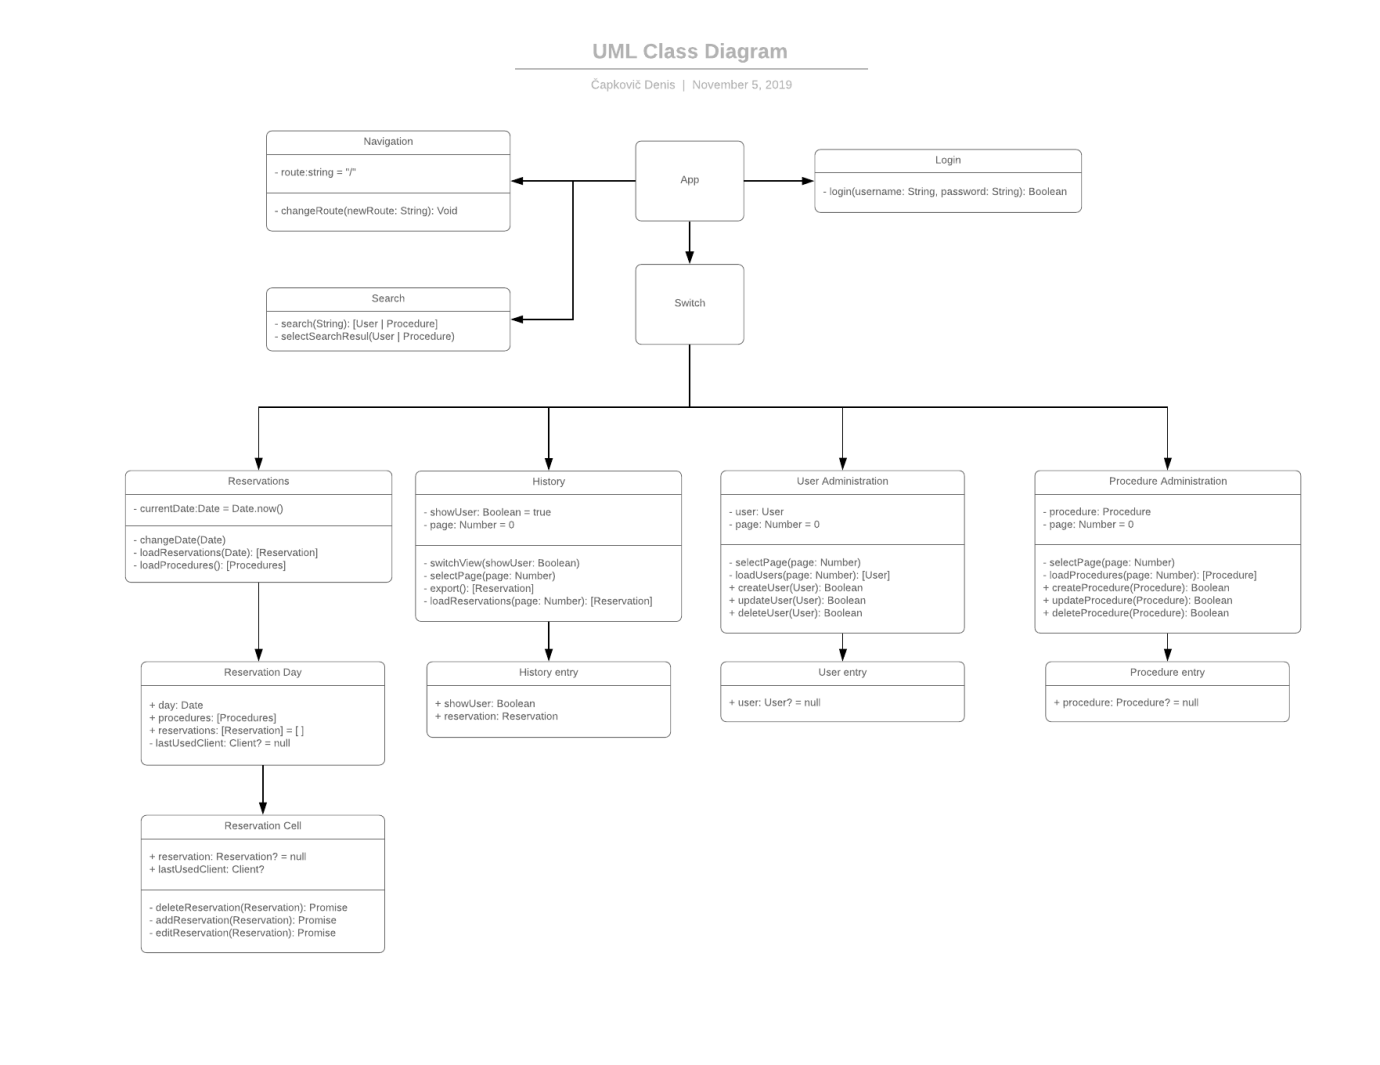 UML Class Diagram
Čapkovič Denis | November 5, 2019
Navigation
- route:string = "/"
- changeRoute(newRoute: String): Void
App
Login
- login(username: String, password: String): Boolean
Search
- search(String): [User | Procedure]
- selectSearchResul(User | Procedure)
Switch
Reservations
- currentDate:Date = Date.now()
- changeDate(Date)
- loadReservations(Date): [Reservation]
- loadProcedures(): [Procedures]
History
- showUser: Boolean = true
- page: Number = 0
- switchView(showUser: Boolean)
- selectPage(page: Number)
- export(): [Reservation]
- loadReservations(page: Number): [Reservation]
User Administration
- user: User
- page: Number = 0
- selectPage(page: Number)
- loadUsers(page: Number): [User]
+ createUser(User): Boolean
+ updateUser(User): Boolean
+ deleteUser(User): Boolean
Procedure Administration
- procedure: Procedure
- page: Number = 0
- selectPage(page: Number)
- loadProcedures(page: Number): [Procedure]
+ createProcedure(Procedure): Boolean
+ updateProcedure(Procedure): Boolean
+ deleteProcedure(Procedure): Boolean
Reservation Day
+ day: Date
+ procedures: [Procedures]
+ reservations: [Reservation] = [ ]
- lastUsedClient: Client? = null
History entry
+ showUser: Boolean
+ reservation: Reservation
User entry
+ user: User? = null
Procedure entry
+ procedure: Procedure? = null
Reservation Cell
+ reservation: Reservation? = null
+ lastUsedClient: Client?
- deleteReservation(Reservation): Promise
- addReservation(Reservation): Promise
- editReservation(Reservation): Promise